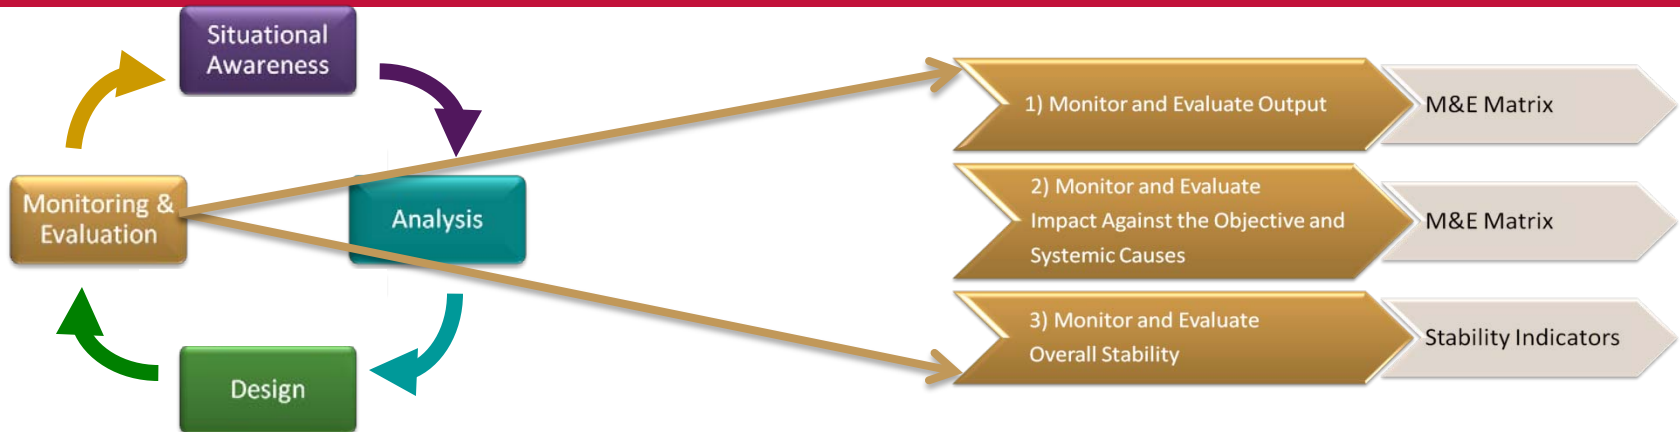 Situational
Awareness
Monitoring &
Evaluation
Analysis
Design
1) Monitor and Evaluate Output
M&E Matrix
2) Monitor and Evaluate
Impact Against the Objective and
Systemic Causes
M&E Matrix
3) Monitor and Evaluate
Overall Stability
Stability Indicators